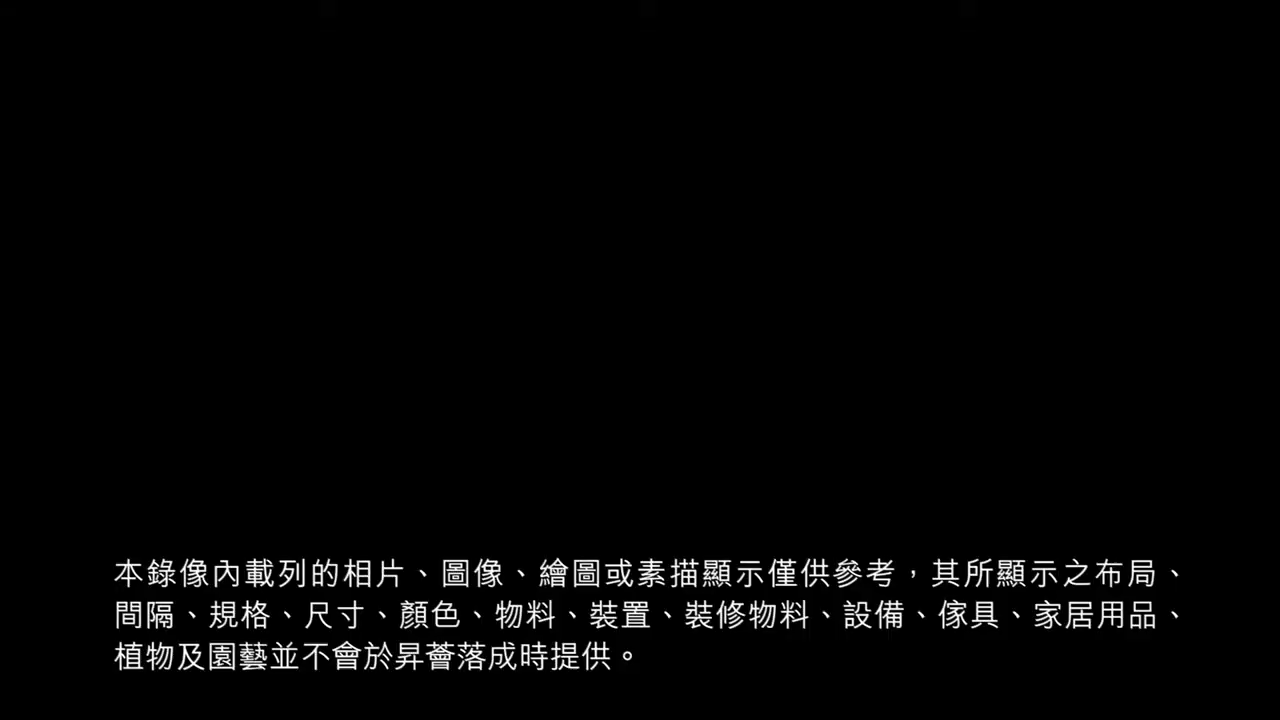 本錄像內載列的相片、圖像、繪圖或素描顯示僅供參考，其所顯示之布局、
間隔、規格、尺寸、顏色、物料、裝置、裝修物料、設備、傢具、家居用品、
植物及園藝並不會於昇薈落成時提供。